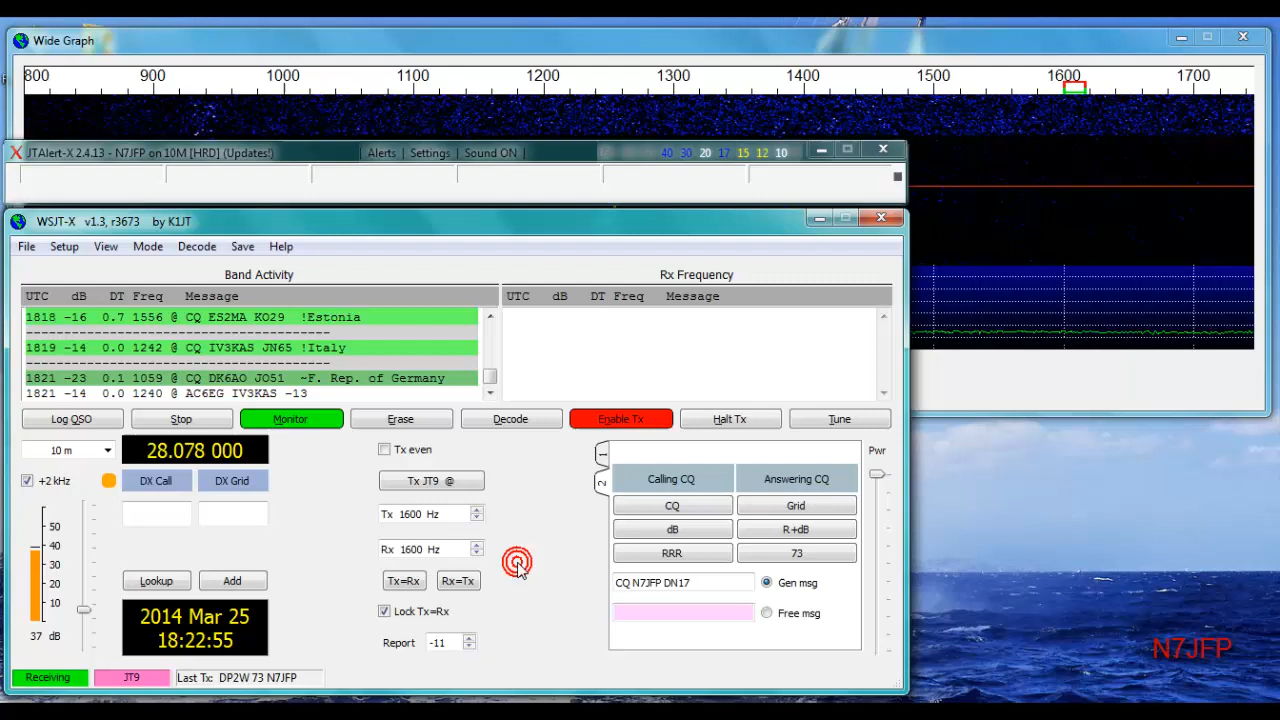 Wide Graph
800 900 1000 1100 1200 1300 1400 1500 1600 1700
JTAlert-X 2.4.13 - N7JFP on 10M [HRD] (Updates!) Alerts Settings Sound ON 40 30 20 17 15 12 10
WSJT-X v1.3, r3673 by K1JT
File Setup View Mode Decode Save Help
Band Activity Rx Frequency
UTC dB DT Freq Message UTC dB DT Freq Message
1818 -16 0.7 1556 @ CQ ES2MA KO29 !Estonia
----------------------------------------
1819 -14 0.0 1242 @ CQ IV3KAS JN65 !Italy
----------------------------------------
1821 -23 0.1 1059 @ CQ DK6AO JO51 ~F. Rep. of Germany
1821 -14 0.0 1240 @ AC6EG IV3KAS -13
Log QSO Stop Monitor Erase Decode Enable Tx Halt Tx Tune
10 m 28.078 000 Tx even 1 Pwr
+2 kHz DX Call DX Grid Tx JT9 @ 2 Calling CQ Answering CQ
CQ Grid
Tx 1600 Hz
50 dB R+dB
40 Rx 1600 Hz RRR 73
30
20 Lookup Add Tx=Rx Rx=Tx CQ N7JFP DN17 Gen msg
10 2014 Mar 25 Lock Tx=Rx Free msg
18:22:55
37 dB Report -11
N7JFP
Receiving JT9 Last Tx: DP2W 73 N7JFP